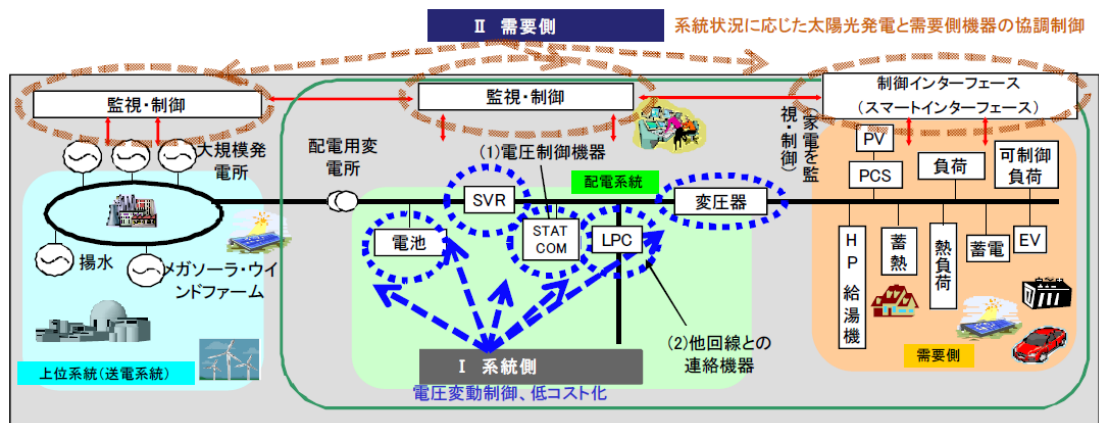 Ⅱ 需要側
系統状況に応じた太陽光発電と需要側機器の協調制御
監視・制御
監視・制御
制御インターフェース
(スマートインターフェース)
(家電を監
視・制御)
大規模発
電所
配電用変
電所
(1)電圧制御機器
配電系統
SVR
変圧器
電池
STAT
COM
LPC
PV
PCS
負荷
可制御
負荷
HP給湯機
蓄熱
熱負荷
蓄電
EV
揚水
メガソーラ・ウイ
ンドファーム
(2)他回線との
連絡機器
上位系統(送電系統)
Ⅰ 系統側
電圧変動制御、低コスト化
需要側